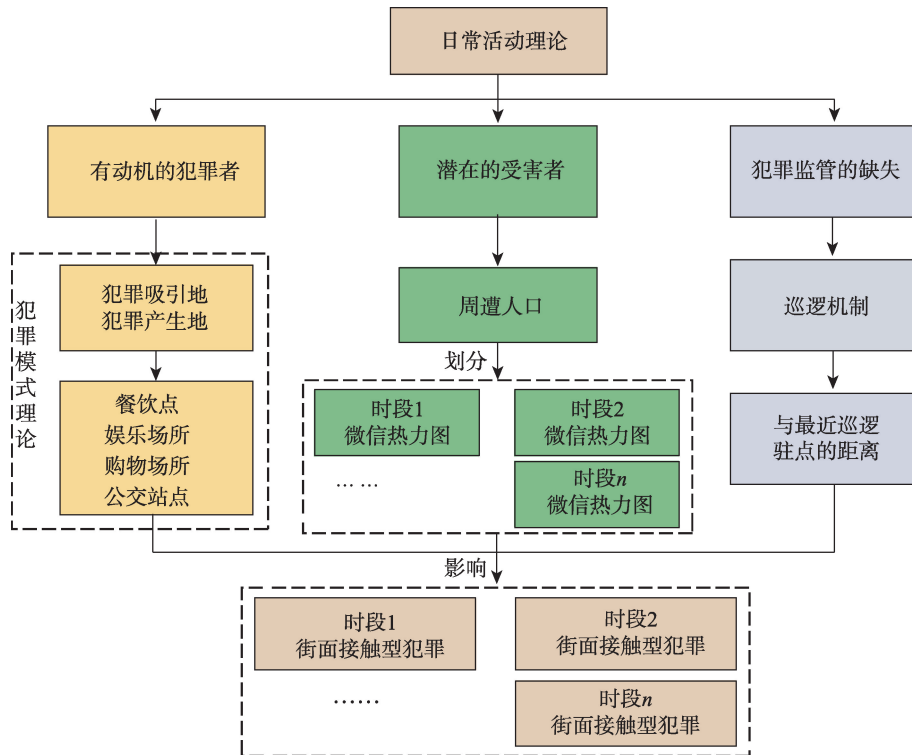 日常活动理论
有动机的犯罪者
潜在的受害者
犯罪监管的缺失
犯罪模式理论
犯罪吸引地
犯罪产生地
周遭人口
巡逻机制
划分
餐饮点
娱乐场所
购物场所
公交站点
时段1
微信热力图
时段2
微信热力图
… …
时段n
微信热力图
与最近巡逻
驻点的距离
影响
时段1
街面接触型犯罪
时段2
街面接触型犯罪
……
时段n
街面接触型犯罪